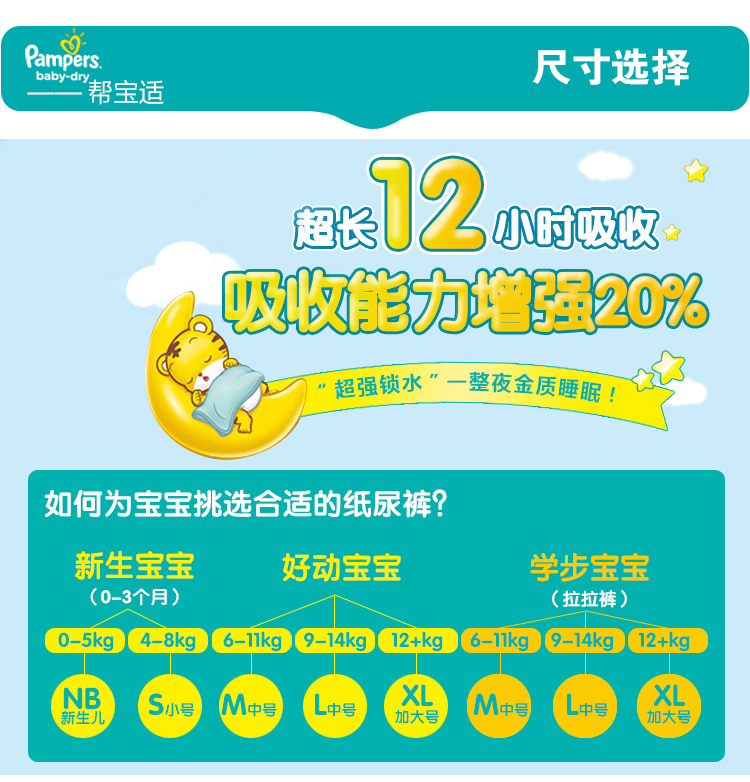 Pampers
baby-dry
帮宝适
尺寸选择
超长12小时吸收
吸收能力增强20%
“超强锁水”一整夜金质睡眠！
如何为宝宝挑选合适的纸尿裤?
新生宝宝 好动宝宝 学步宝宝
（0-3个月） （拉拉裤）
0-5kg 4-8kg 6-11kg 9-14kg 12+kg 6-11kg 9-14kg 12+kg
NB S小号 M中号 L中号 XL M中号 L中号 XL
新生儿 加大号 加大号